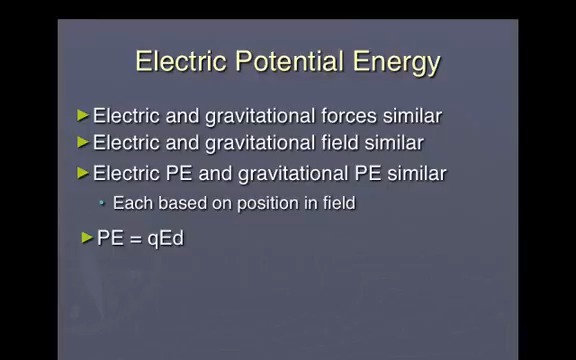 Electric Potential Energy
► Electric and gravitational forces similar
► Electric and gravitational field similar
► Electric PE and gravitational PE similar
• Each based on position in field
► PE = qEd